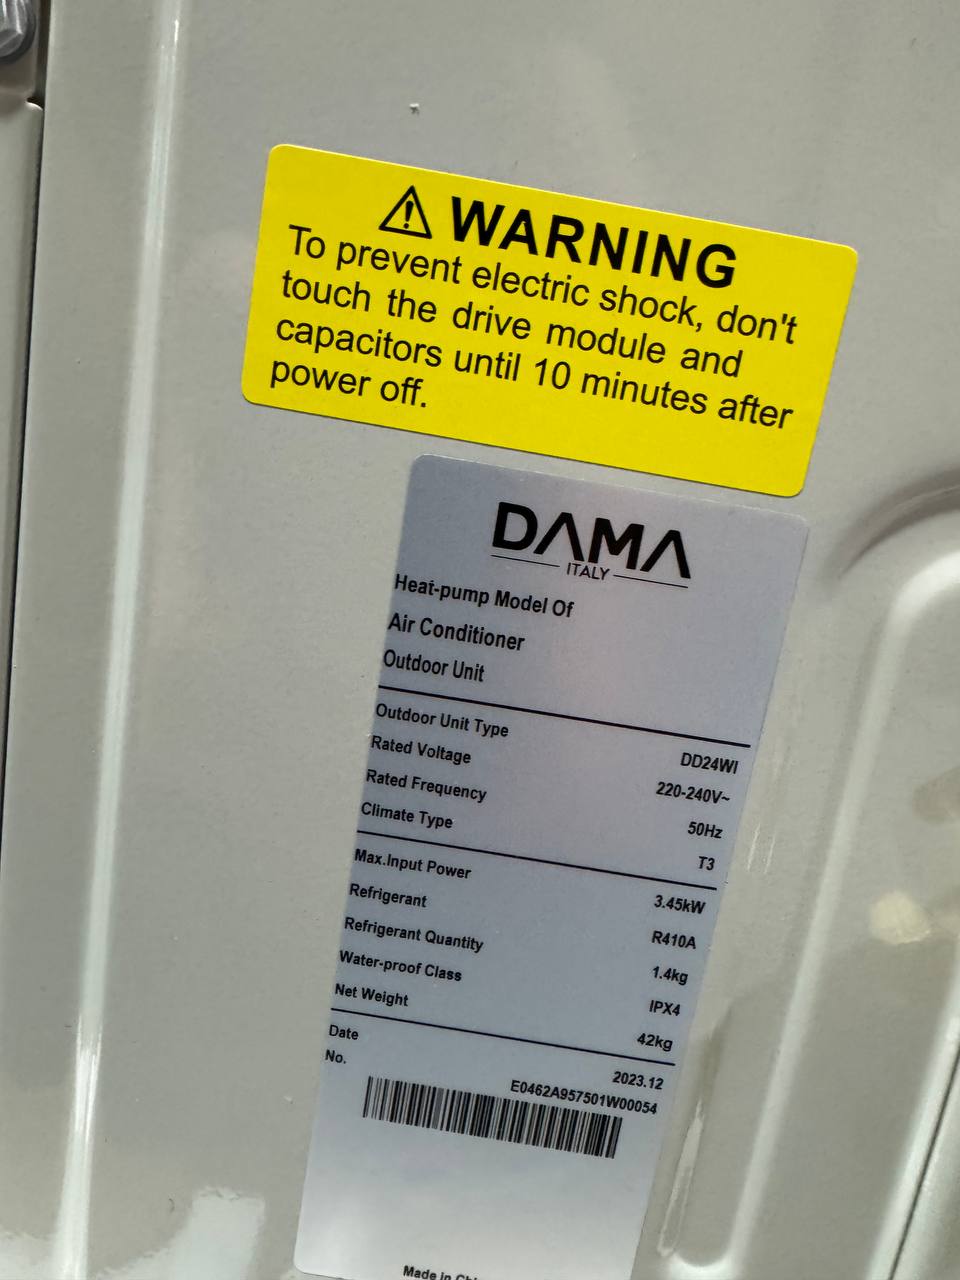 WARNING
To prevent electric shock, don't
touch the drive module and
capacitors until 10 minutes after
power off.
DAMA
ITALY
Heat-pump Model Of
Air Conditioner
Outdoor Unit
Outdoor Unit Type DD24WI
Rated Voltage 220-240V~
Rated Frequency 50Hz
Climate Type T3
Max.Input Power 3.45kW
Refrigerant R410A
Refrigerant Quantity 1.4kg
Water-proof Class IPX4
Net Weight 42kg
Date 2023.12
No. E0462A957501W00054
Made in